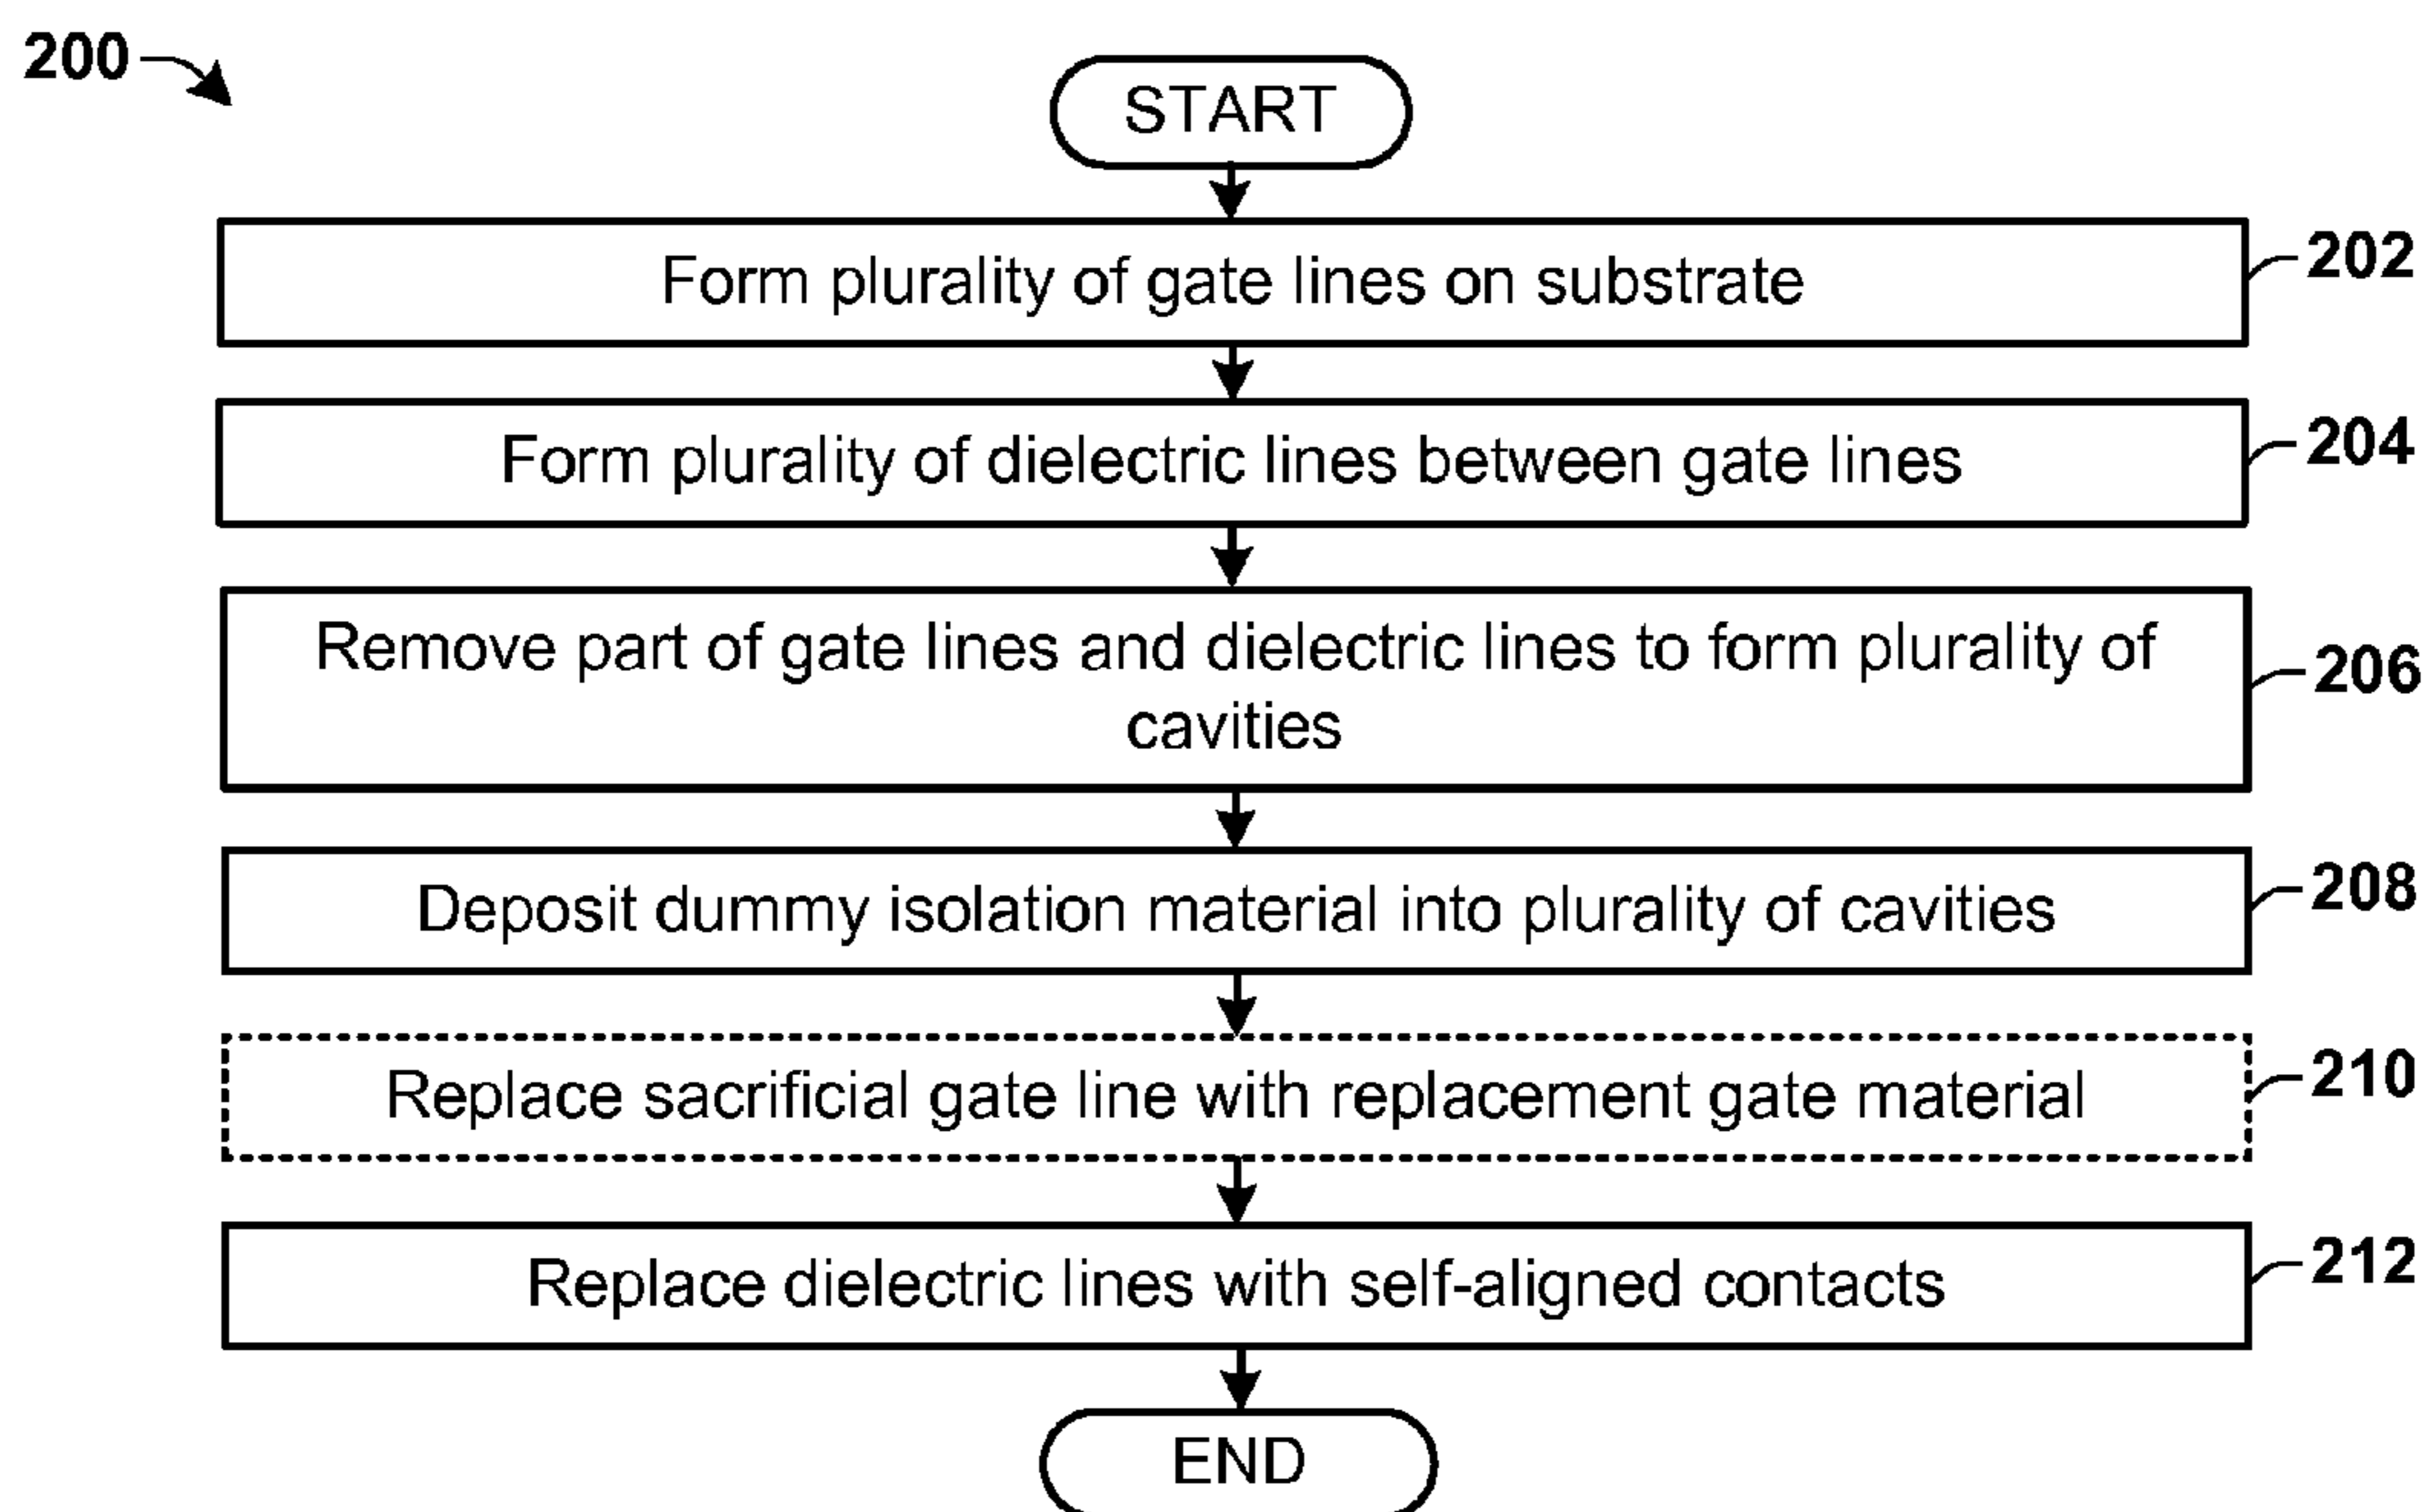 200
START
Form plurality of gate lines on substrate
202
Form plurality of dielectric lines between gate lines
204
Remove part of gate lines and dielectric lines to form plurality of
cavities
206
Deposit dummy isolation material into plurality of cavities
208
Replace sacrificial gate line with replacement gate material
210
Replace dielectric lines with self-aligned contacts
212
END